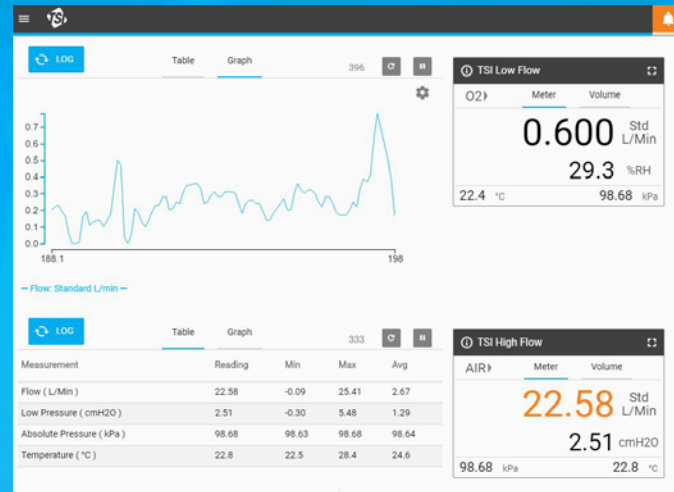 TSI
LOG
Table
Graph
396
0.7
0.6
0.5
0.4
0.3
0.2
0.1
0.0
188.1
198
Flow: Standard L/min
TSI Low Flow
O2
Meter
Volume
0.600 Std L/Min
29.3 %RH
22.4 °C
98.68 kPa
LOG
Table
Graph
333
Measurement Reading Min Max Avg
Flow ( L/Min ) 22.58 -0.09 25.41 2.67
Low Pressure ( cmH2O ) 2.51 -0.30 5.48 1.29
Absolute Pressure ( kPa ) 98.68 98.63 98.68 98.64
Temperature ( °C ) 22.8 22.5 28.4 24.6
TSI High Flow
AIR
Meter
Volume
22.58 Std L/Min
2.51 cmH2O
98.68 kPa
22.8 °C